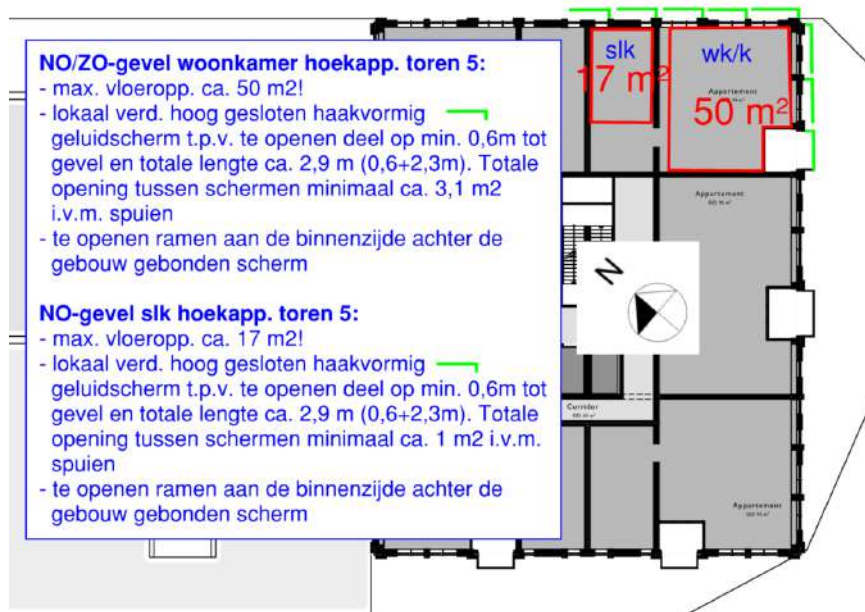 NO/ZO-gevel woonkamer hoekapp. toren 5:
- max. vloeropp. ca. 50 m2!
- lokaal verd. hoog gesloten haakvormig
geluidscherm t.p.v. te openen deel op min. 0,6m tot
gevel en totale lengte ca. 2,9 m (0,6+2,3m). Totale
opening tussen schermen minimaal ca. 3,1 m2
i.v.m. spuien
- te openen ramen aan de binnenzijde achter de
gebouw gebonden scherm
NO-gevel slk hoekapp. toren 5:
- max. vloeropp. ca. 17 m2!
- lokaal verd. hoog gesloten haakvormig
geluidscherm t.p.v. te openen deel op min. 0,6m tot
gevel en totale lengte ca. 2,9 m (0,6+2,3m). Totale
opening tussen schermen minimaal ca. 1 m2 i.v.m.
spuien
- te openen ramen aan de binnenzijde achter de
gebouw gebonden scherm
slk
17 m²
wk/k
Appartement
50 m²
Appartement
N
Corridor
Appartement